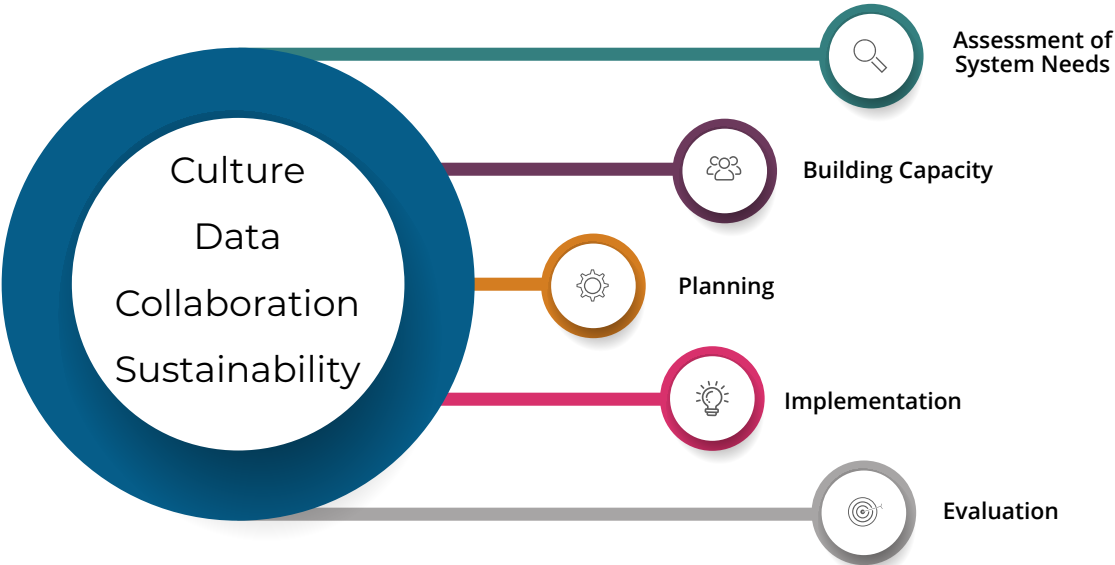 Culture
Data
Collaboration
Sustainability
Assessment of
System Needs
Building Capacity
Planning
Implementation
Evaluation